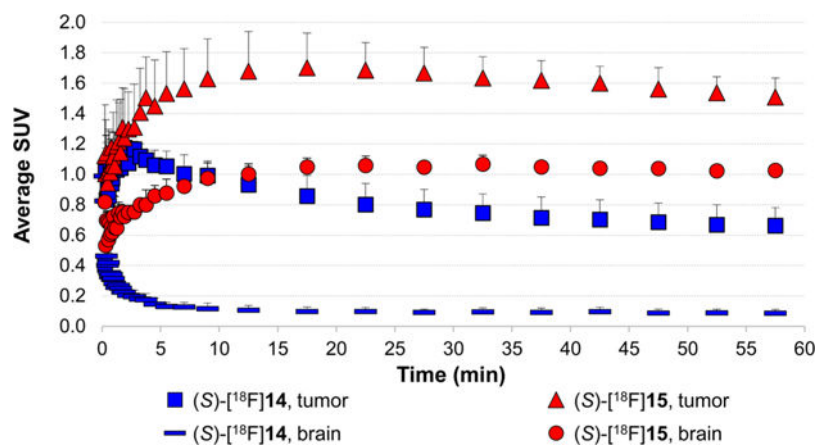 2.0
1.8
1.6
1.4
1.2
1.0
0.8
0.6
0.4
0.2
0.0
Average SUV
0 5 10 15 20 25 30 35 40 45 50 55 60
Time (min)
(S)-[¹⁸F]14, tumor (S)-[¹⁸F]15, tumor
(S)-[¹⁸F]14, brain (S)-[¹⁸F]15, brain